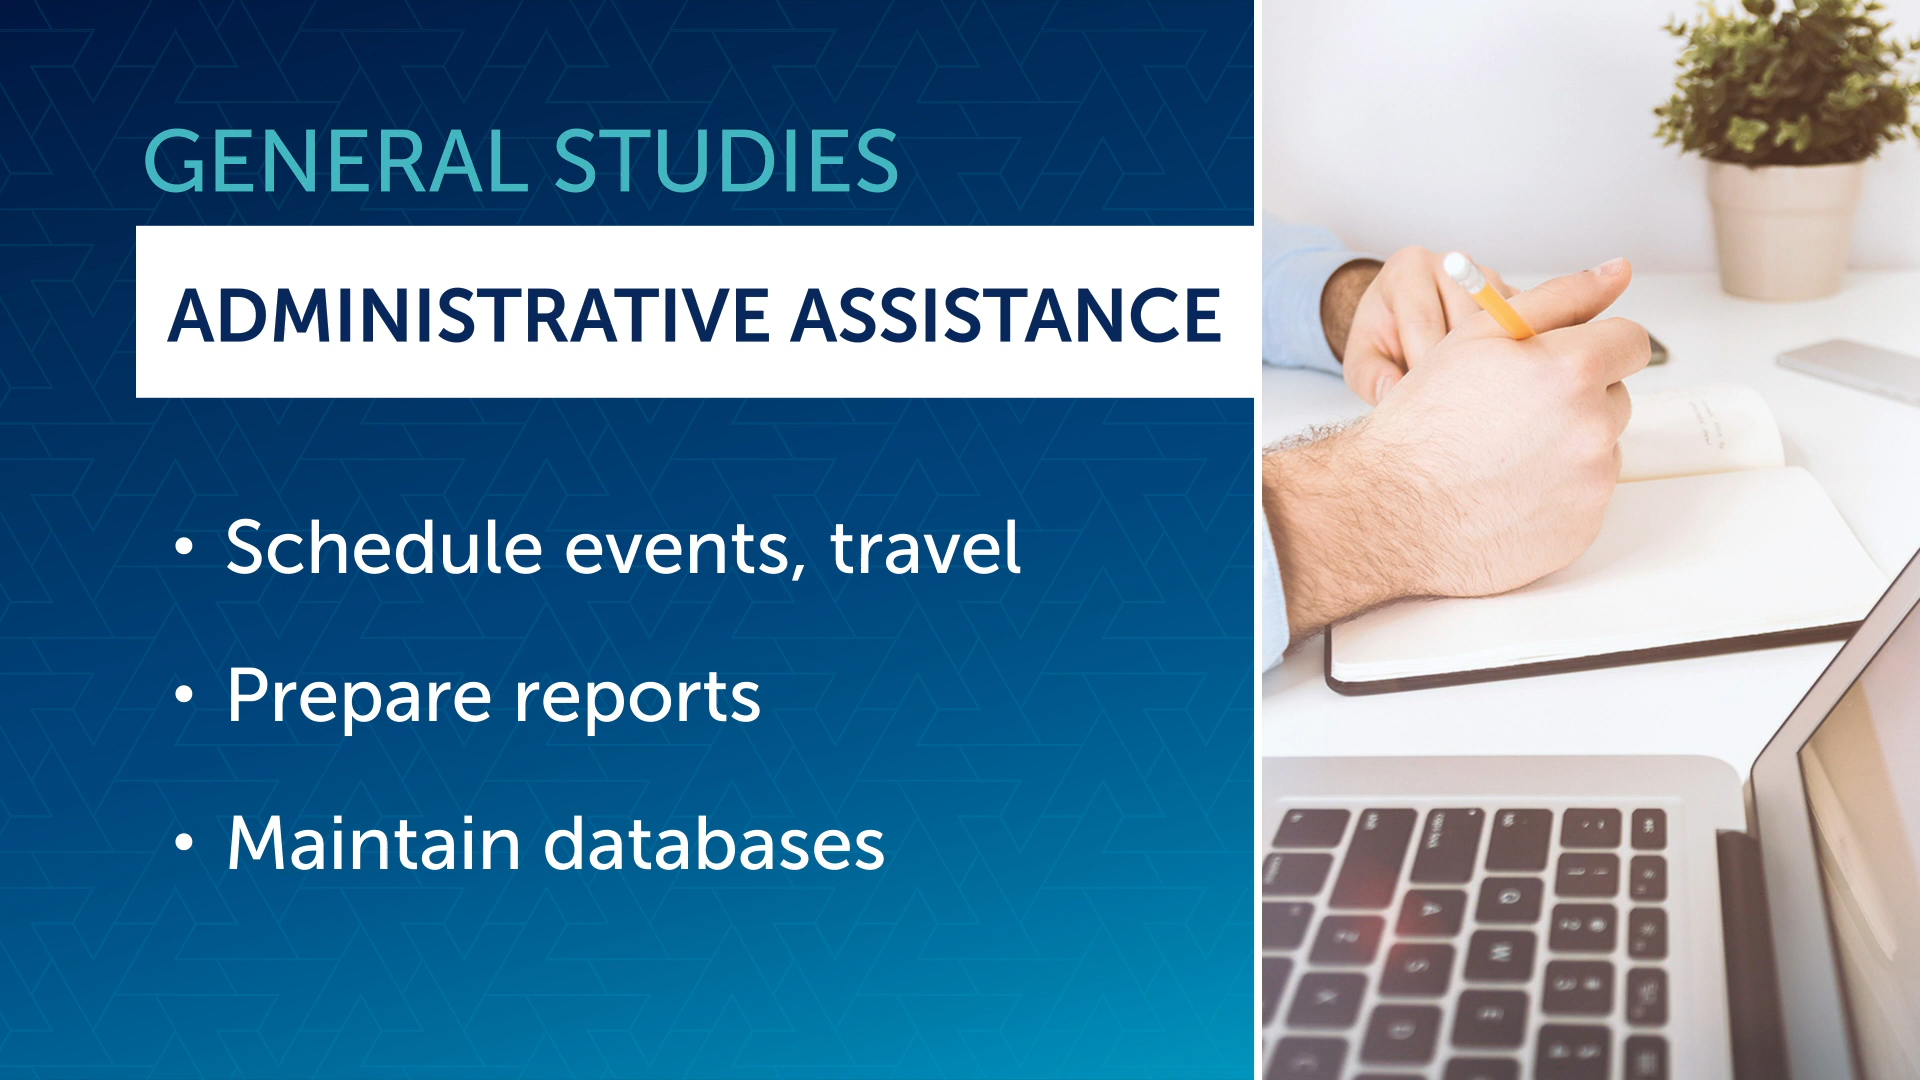 GENERAL STUDIES
ADMINISTRATIVE ASSISTANCE
• Schedule events, travel
• Prepare reports
• Maintain databases